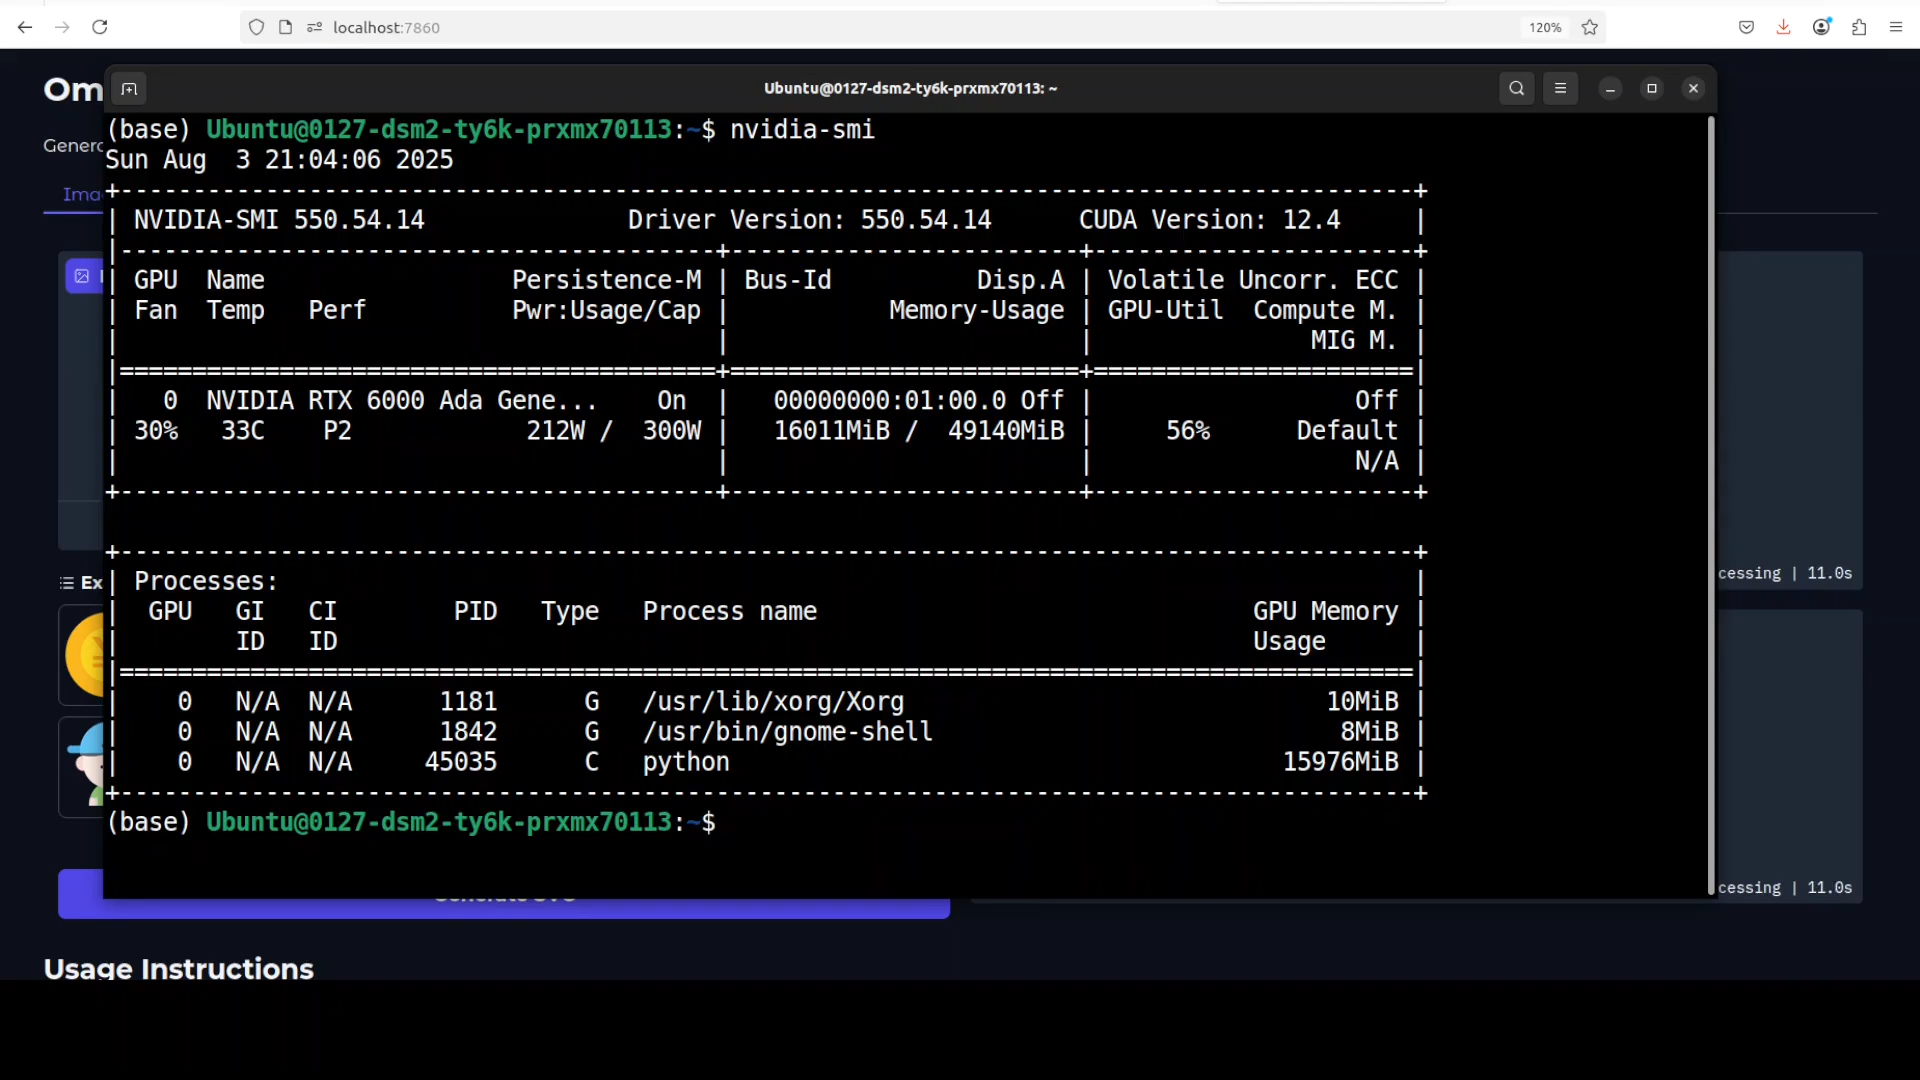 localhost:7860
120%
Om
Ubuntu@0127-dsm2-ty6k-prxmx70113: ~
(base) Ubuntu@0127-dsm2-ty6k-prxmx70113:~$ nvidia-smi
Gener
Sun Aug  3 21:04:06 2025
Ima
+-----------------------------------------------------------------------------------------+
| NVIDIA-SMI 550.54.14              Driver Version: 550.54.14      CUDA Version: 12.4     |
|-----------------------------------------+------------------------+----------------------+
| GPU  Name                 Persistence-M | Bus-Id          Disp.A | Volatile Uncorr. ECC |
| Fan  Temp   Perf          Pwr:Usage/Cap |           Memory-Usage | GPU-Util  Compute M. |
|                                         |                        |               MIG M. |
|=========================================+========================+======================|
|   0  NVIDIA RTX 6000 Ada Gene...    On  |   00000000:01:00.0 Off |                  Off |
| 30%   33C    P2            212W /  300W |   16011MiB /  49140MiB |     56%      Default |
|                                         |                        |                  N/A |
+-----------------------------------------+------------------------+----------------------+
+-----------------------------------------------------------------------------------------+
cessing | 11.0s
Ex
| Processes:                                                                              |
|  GPU   GI   CI        PID   Type   Process name                              GPU Memory |
|        ID   ID                                                               Usage      |
|=========================================================================================|
|    0   N/A  N/A      1181      G   /usr/lib/xorg/Xorg                             10MiB |
|    0   N/A  N/A      1842      G   /usr/bin/gnome-shell                            8MiB |
|    0   N/A  N/A     45035      C   python                                      15976MiB |
+-----------------------------------------------------------------------------------------+
(base) Ubuntu@0127-dsm2-ty6k-prxmx70113:~$
cessing | 11.0s
Usage Instructions